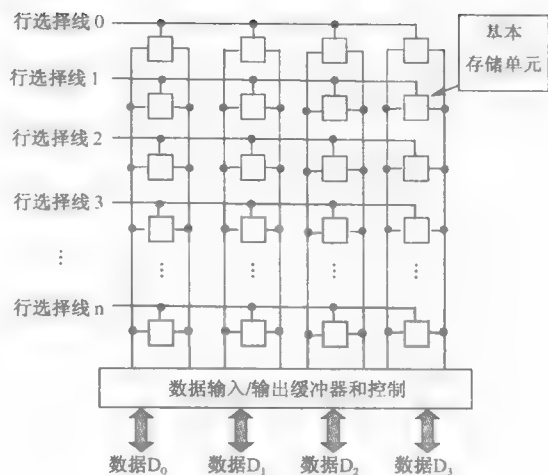 行选择线 0
基本
存储单元
行选择线 1
行选择线 2
行选择线 3
⋮
⋮ ⋮ ⋮ ⋮
行选择线 n
数据输入/输出缓冲器和控制
数据D₀ 数据D₁ 数据D₂ 数据D₃